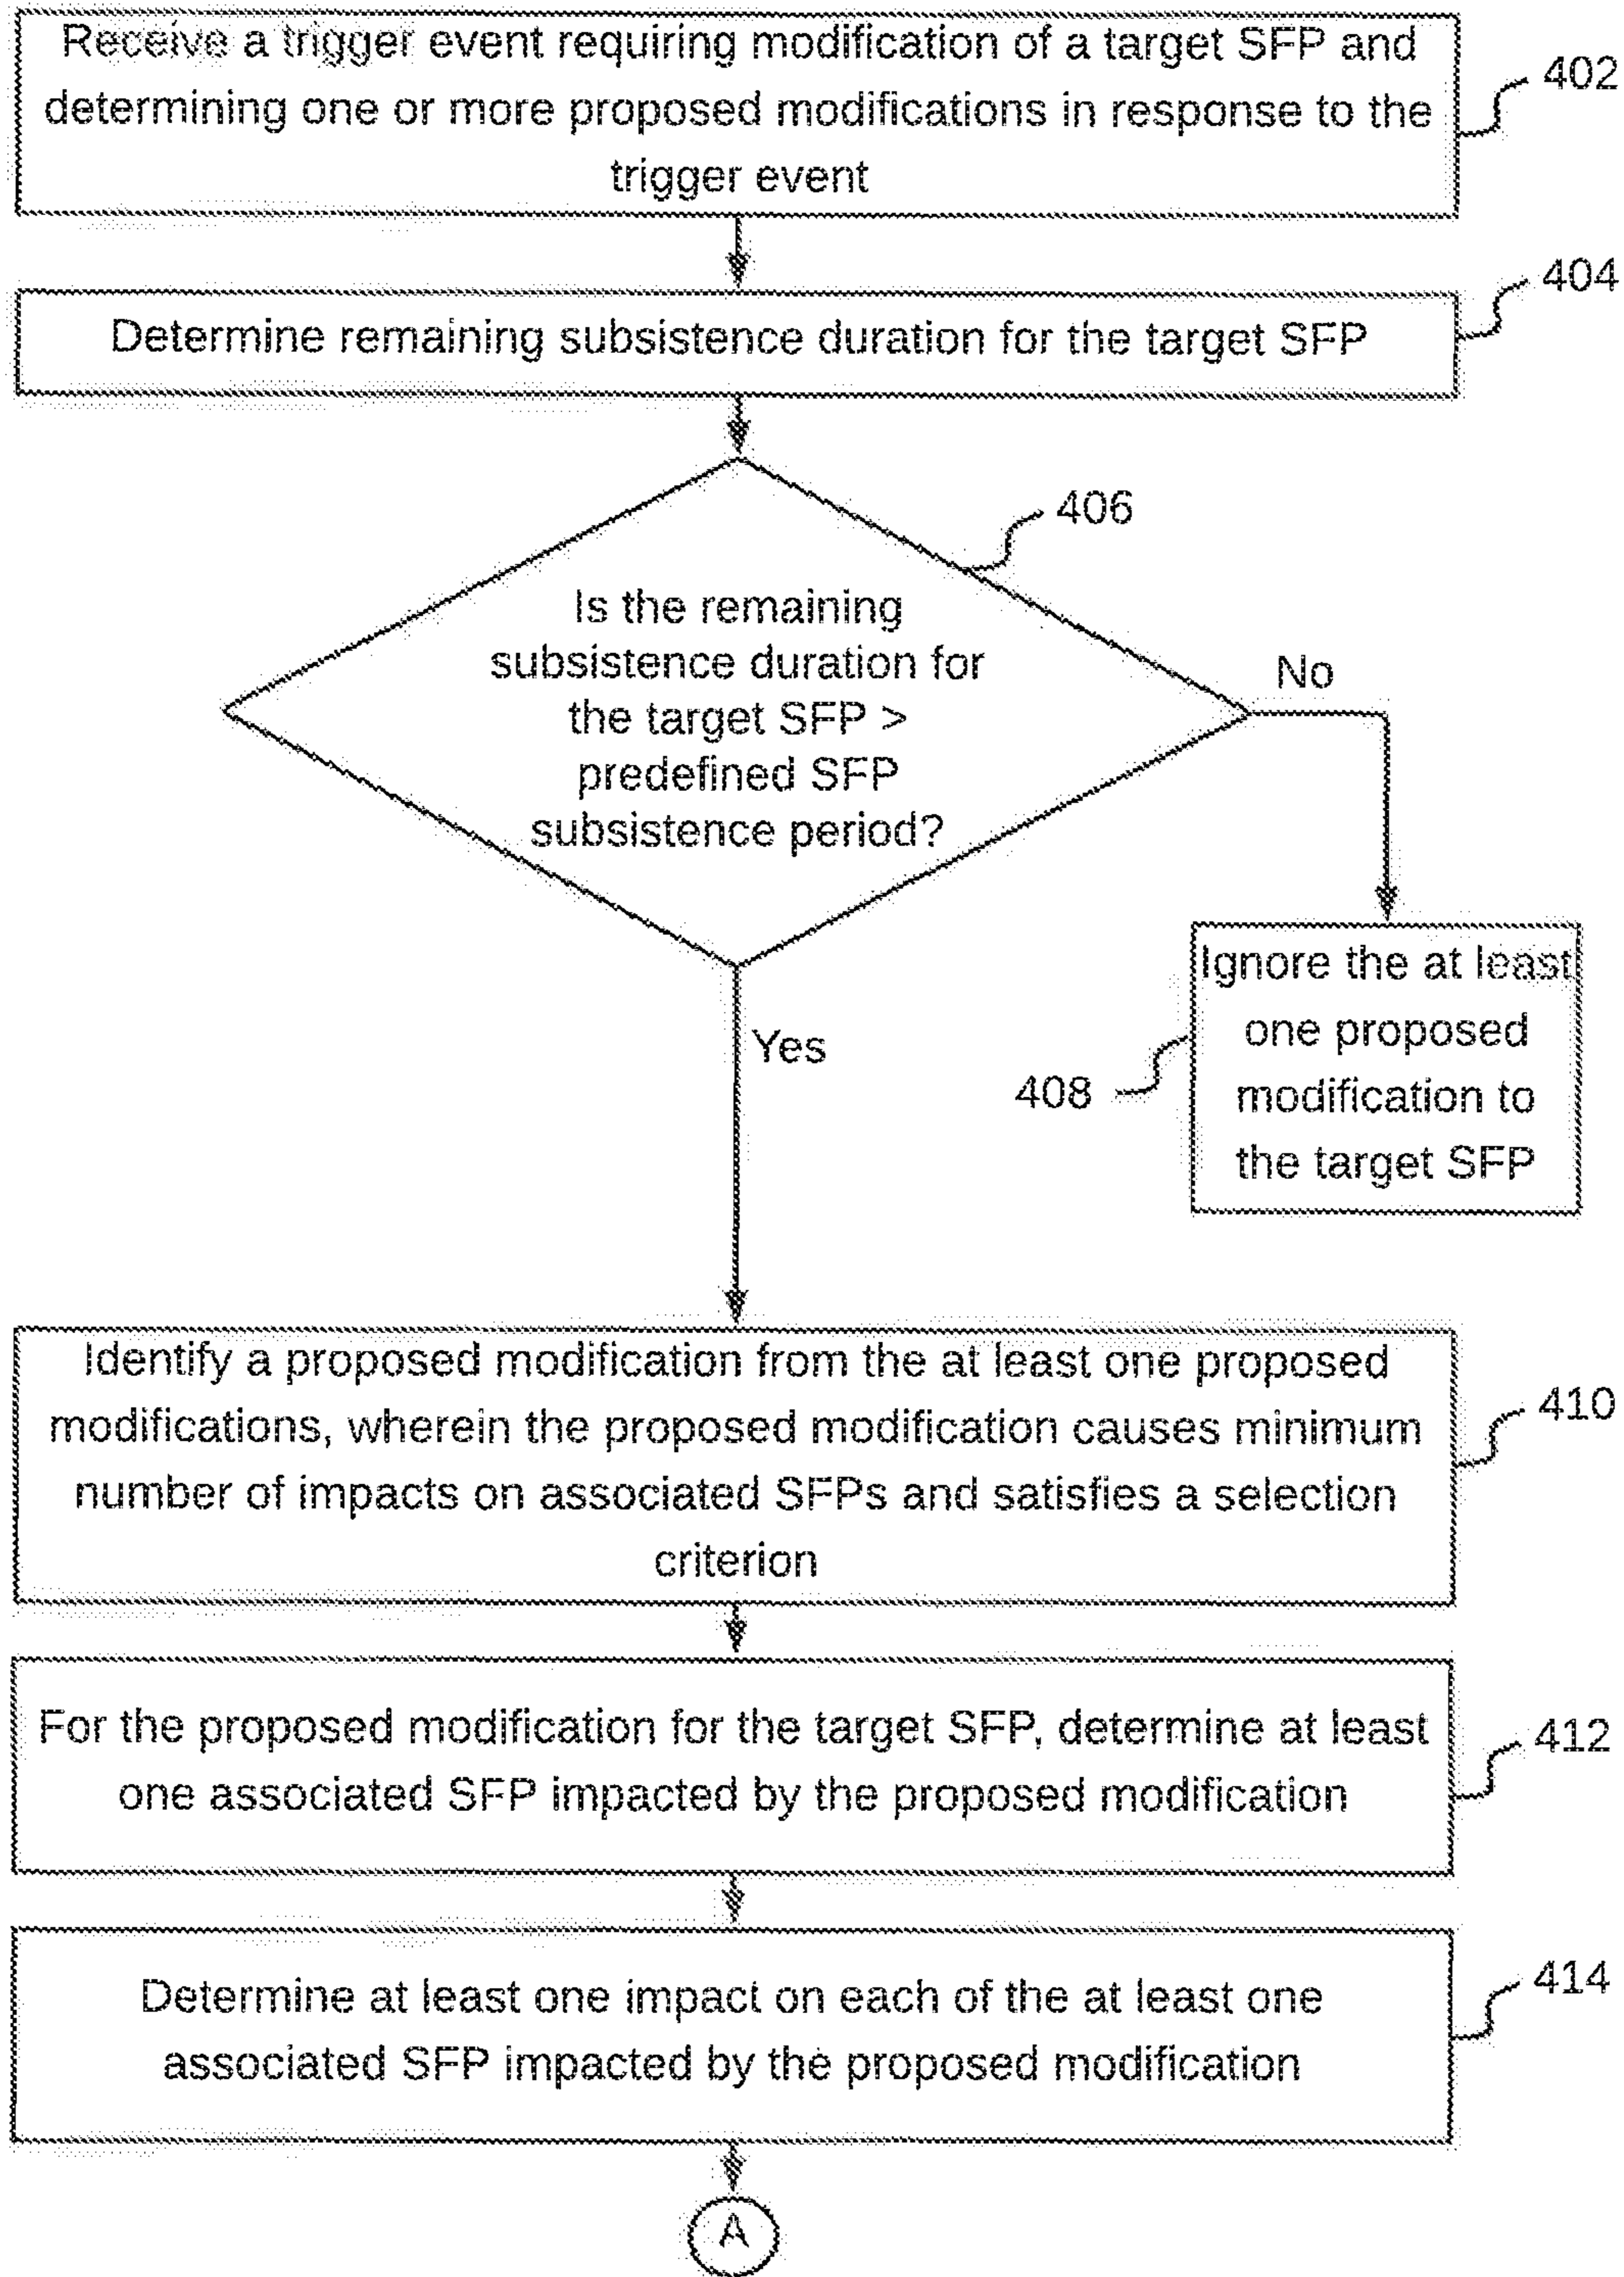 Receive a trigger event requiring modification of a target SFP and
determining one or more proposed modifications in response to the
trigger event
402
Determine remaining subsistence duration for the target SFP
404
406
Is the remaining
subsistence duration for
the target SFP >
predefined SFP
subsistence period?
No
Yes
Ignore the at least
one proposed
modification to
the target SFP
408
Identify a proposed modification from the at least one proposed
modifications, wherein the proposed modification causes minimum
number of impacts on associated SFPs and satisfies a selection
criterion
410
For the proposed modification for the target SFP, determine at least
one associated SFP impacted by the proposed modification
412
Determine at least one impact on each of the at least one
associated SFP impacted by the proposed modification
414
A